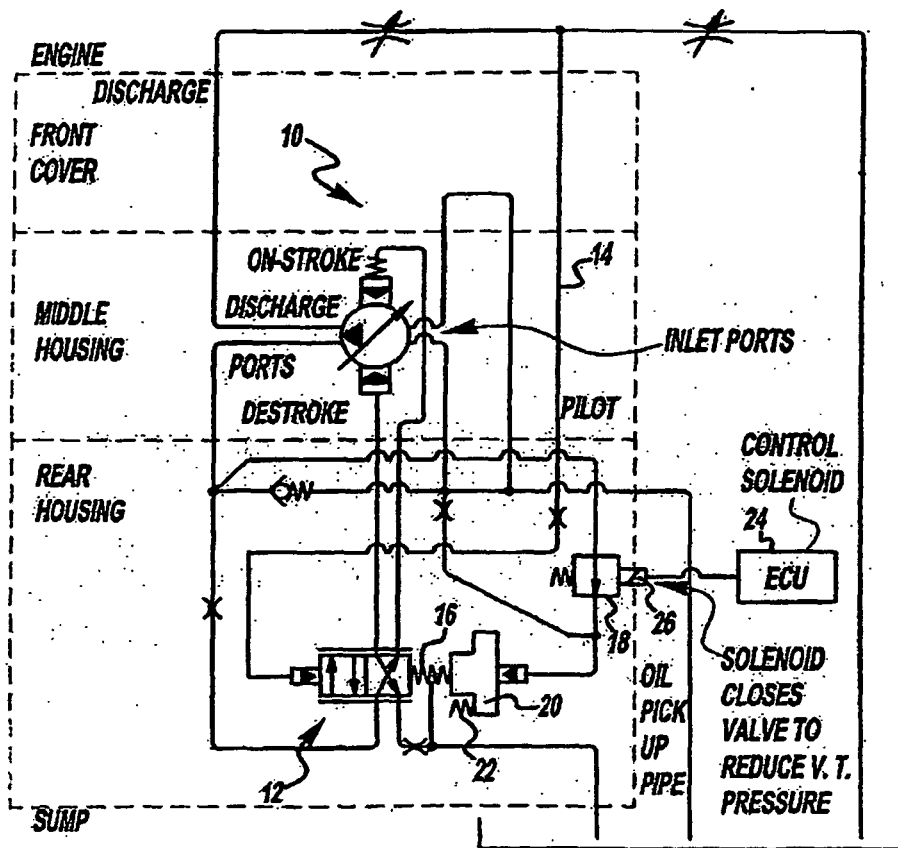 ENGINE
DISCHARGE
FRONT
COVER
10
ON-STROKE
14
DISCHARGE
MIDDLE
HOUSING
INLET PORTS
PORTS
DESTROKE
PILOT
REAR
HOUSING
CONTROL
SOLENOID
24
ECU
16
18
26
20
22
12
OIL
PICK
UP
PIPE
SOLENOID
CLOSES
VALVE TO
REDUCE V. T.
PRESSURE
SUMP